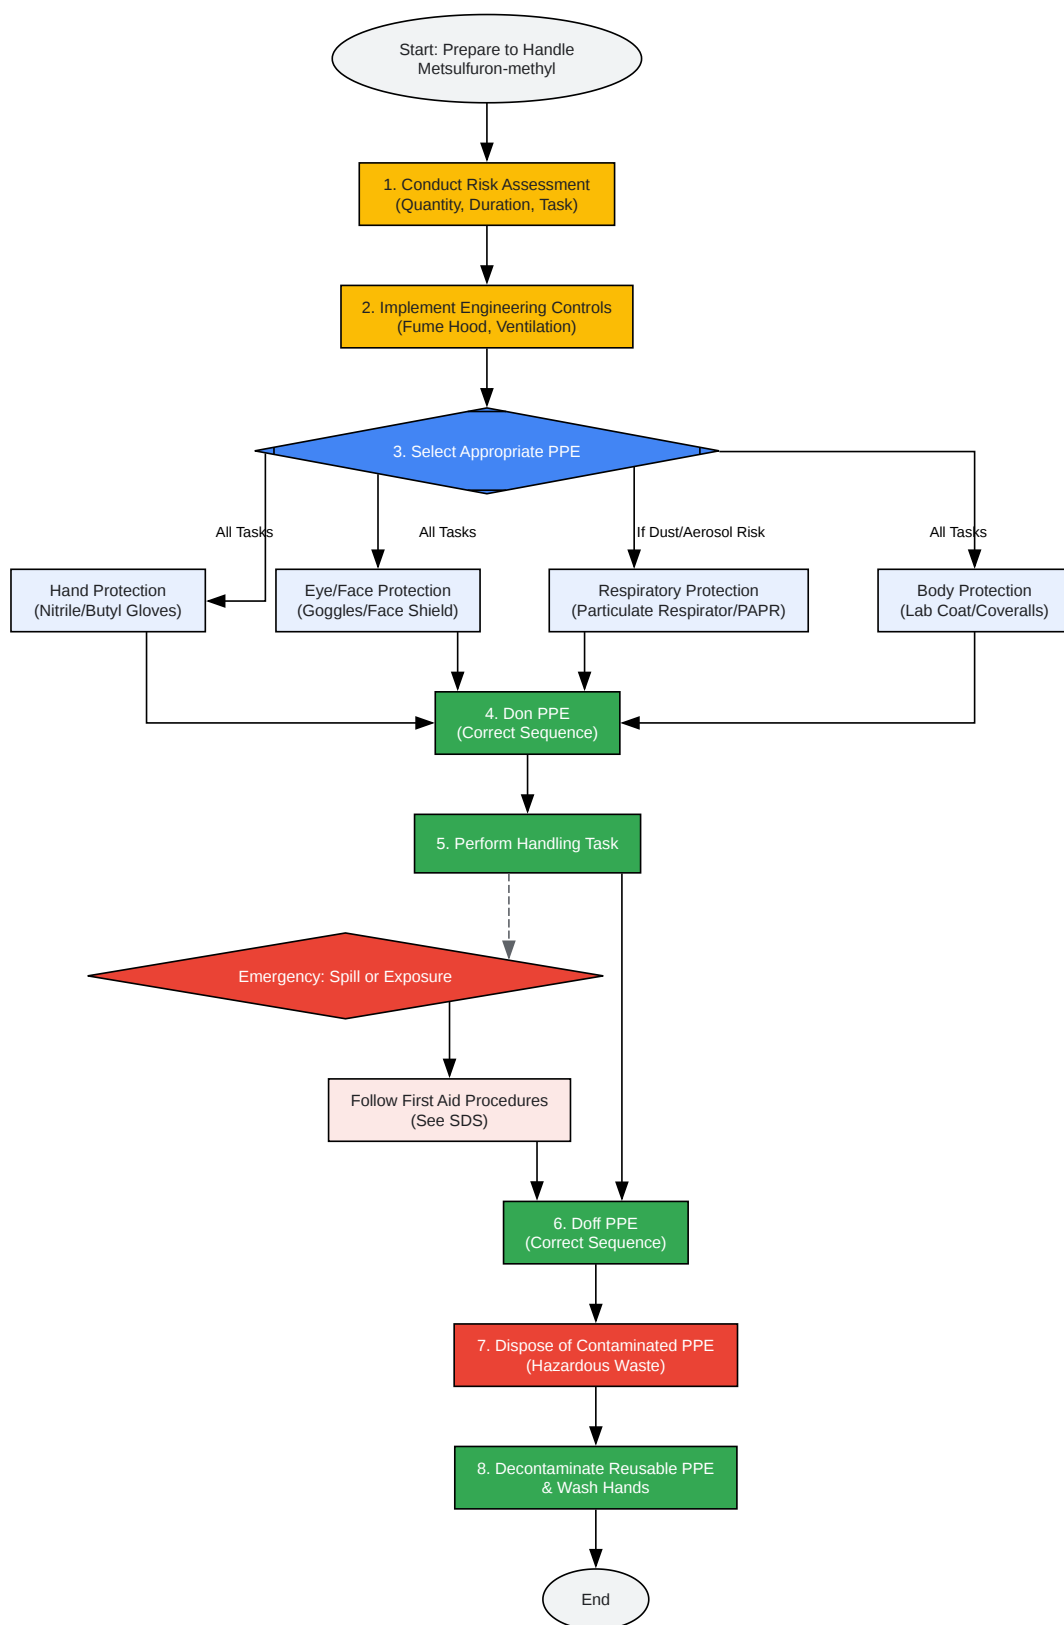 Start: Prepare to Handle
Metsulfuron-methyl
1. Conduct Risk Assessment
(Quantity, Duration, Task)
2. Implement Engineering Controls
(Fume Hood, Ventilation)
3. Select Appropriate PPE
All Tasks
All Tasks
If Dust/Aerosol Risk
All Tasks
Hand Protection
(Nitrile/Butyl Gloves)
Eye/Face Protection
(Goggles/Face Shield)
Respiratory Protection
(Particulate Respirator/PAPR)
Body Protection
(Lab Coat/Coveralls)
4. Don PPE
(Correct Sequence)
5. Perform Handling Task
Emergency: Spill or Exposure
Follow First Aid Procedures
(See SDS)
6. Doff PPE
(Correct Sequence)
7. Dispose of Contaminated PPE
(Hazardous Waste)
8. Decontaminate Reusable PPE
& Wash Hands
End